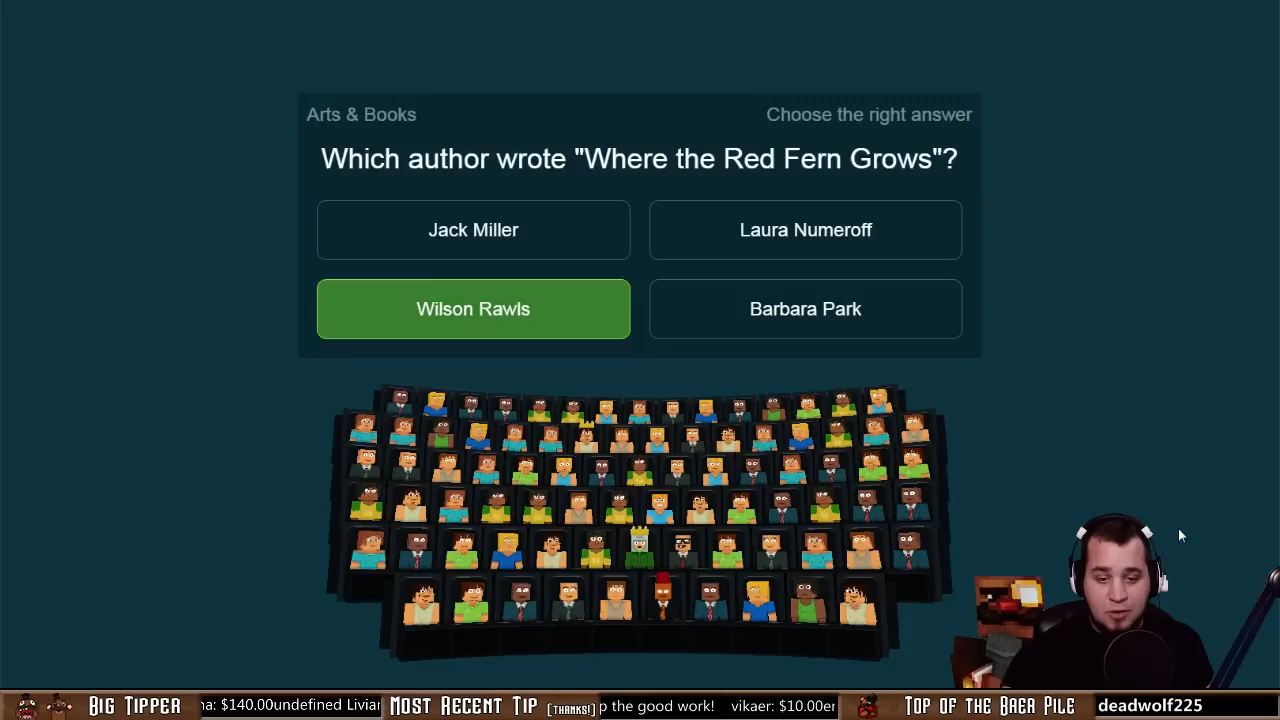 Arts & Books
Choose the right answer
Which author wrote "Where the Red Fern Grows"?
Jack Miller
Laura Numeroff
Wilson Rawls
Barbara Park
Big Tipper
na: $140.00undefined Livian
Most Recent Tip [thanks!]
p the good work! vikaer: $10.00er
Top of the Baer Pile
deadwolf225